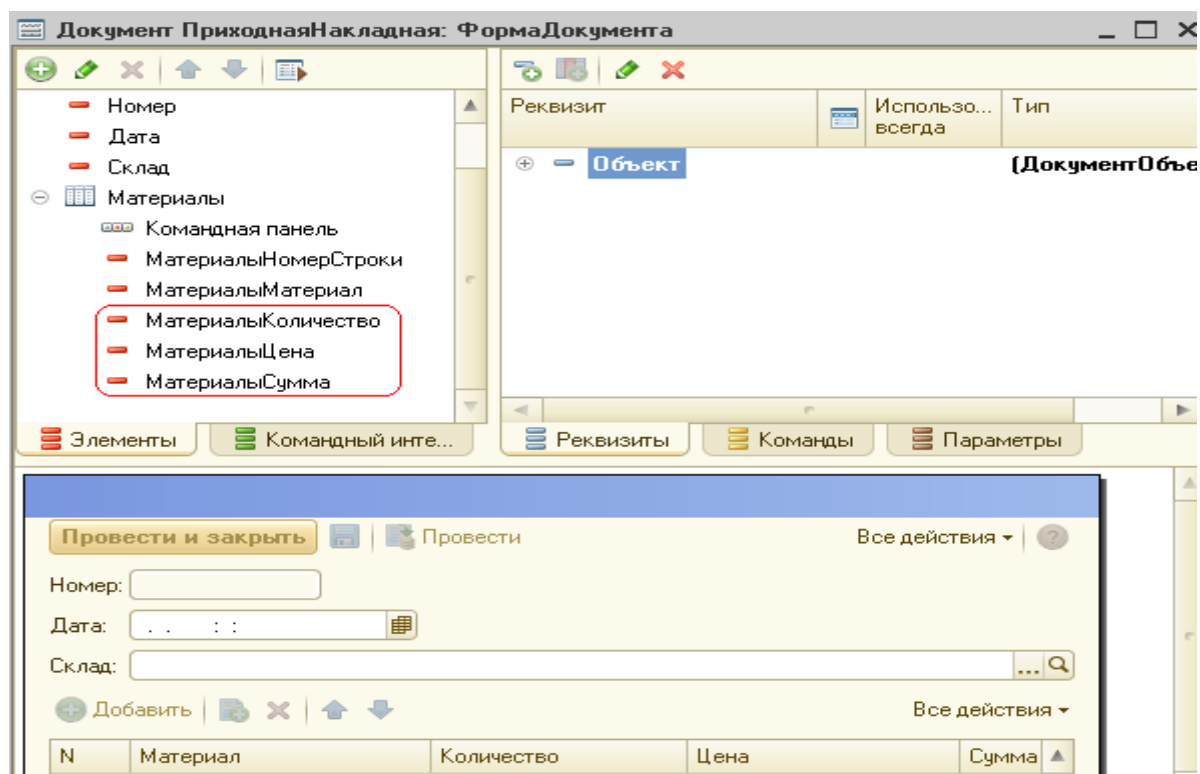 Документ ПриходнаяНакладная: ФормаДокумента
Номер
Дата
Склад
Материалы
Командная панель
МатериалыНомерСтроки
МатериалыМатериал
МатериалыКоличество
МатериалыЦена
МатериалыСумма
Элементы
Командный инте...
Реквизит
Использо...
всегда
Тип
Объект
(ДокументОбъе
Реквизиты
Команды
Параметры
Провести и закрыть
Провести
Все действия
Номер:
Дата: . . : :
Склад:
Добавить
Все действия
N Материал Количество Цена Сумма